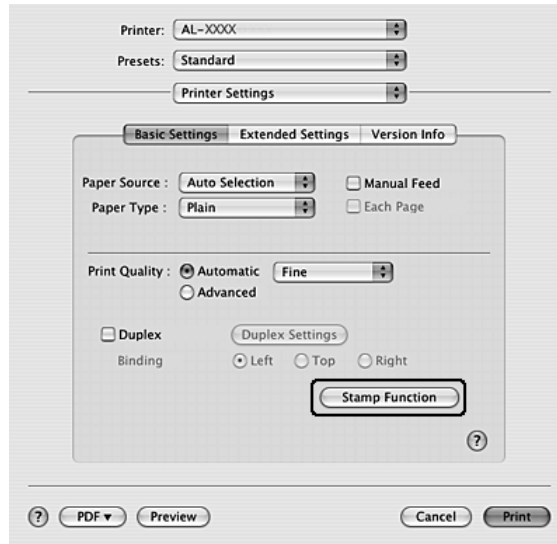 Printer: AL-XXXX
Presets: Standard
Printer Settings
Basic Settings Extended Settings Version Info
Paper Source : Auto Selection Manual Feed
Paper Type : Plain Each Page
Print Quality : Automatic Fine
Advanced
Duplex Duplex Settings
Binding Left Top Right
Stamp Function
?
? PDF▼ Preview Cancel Print